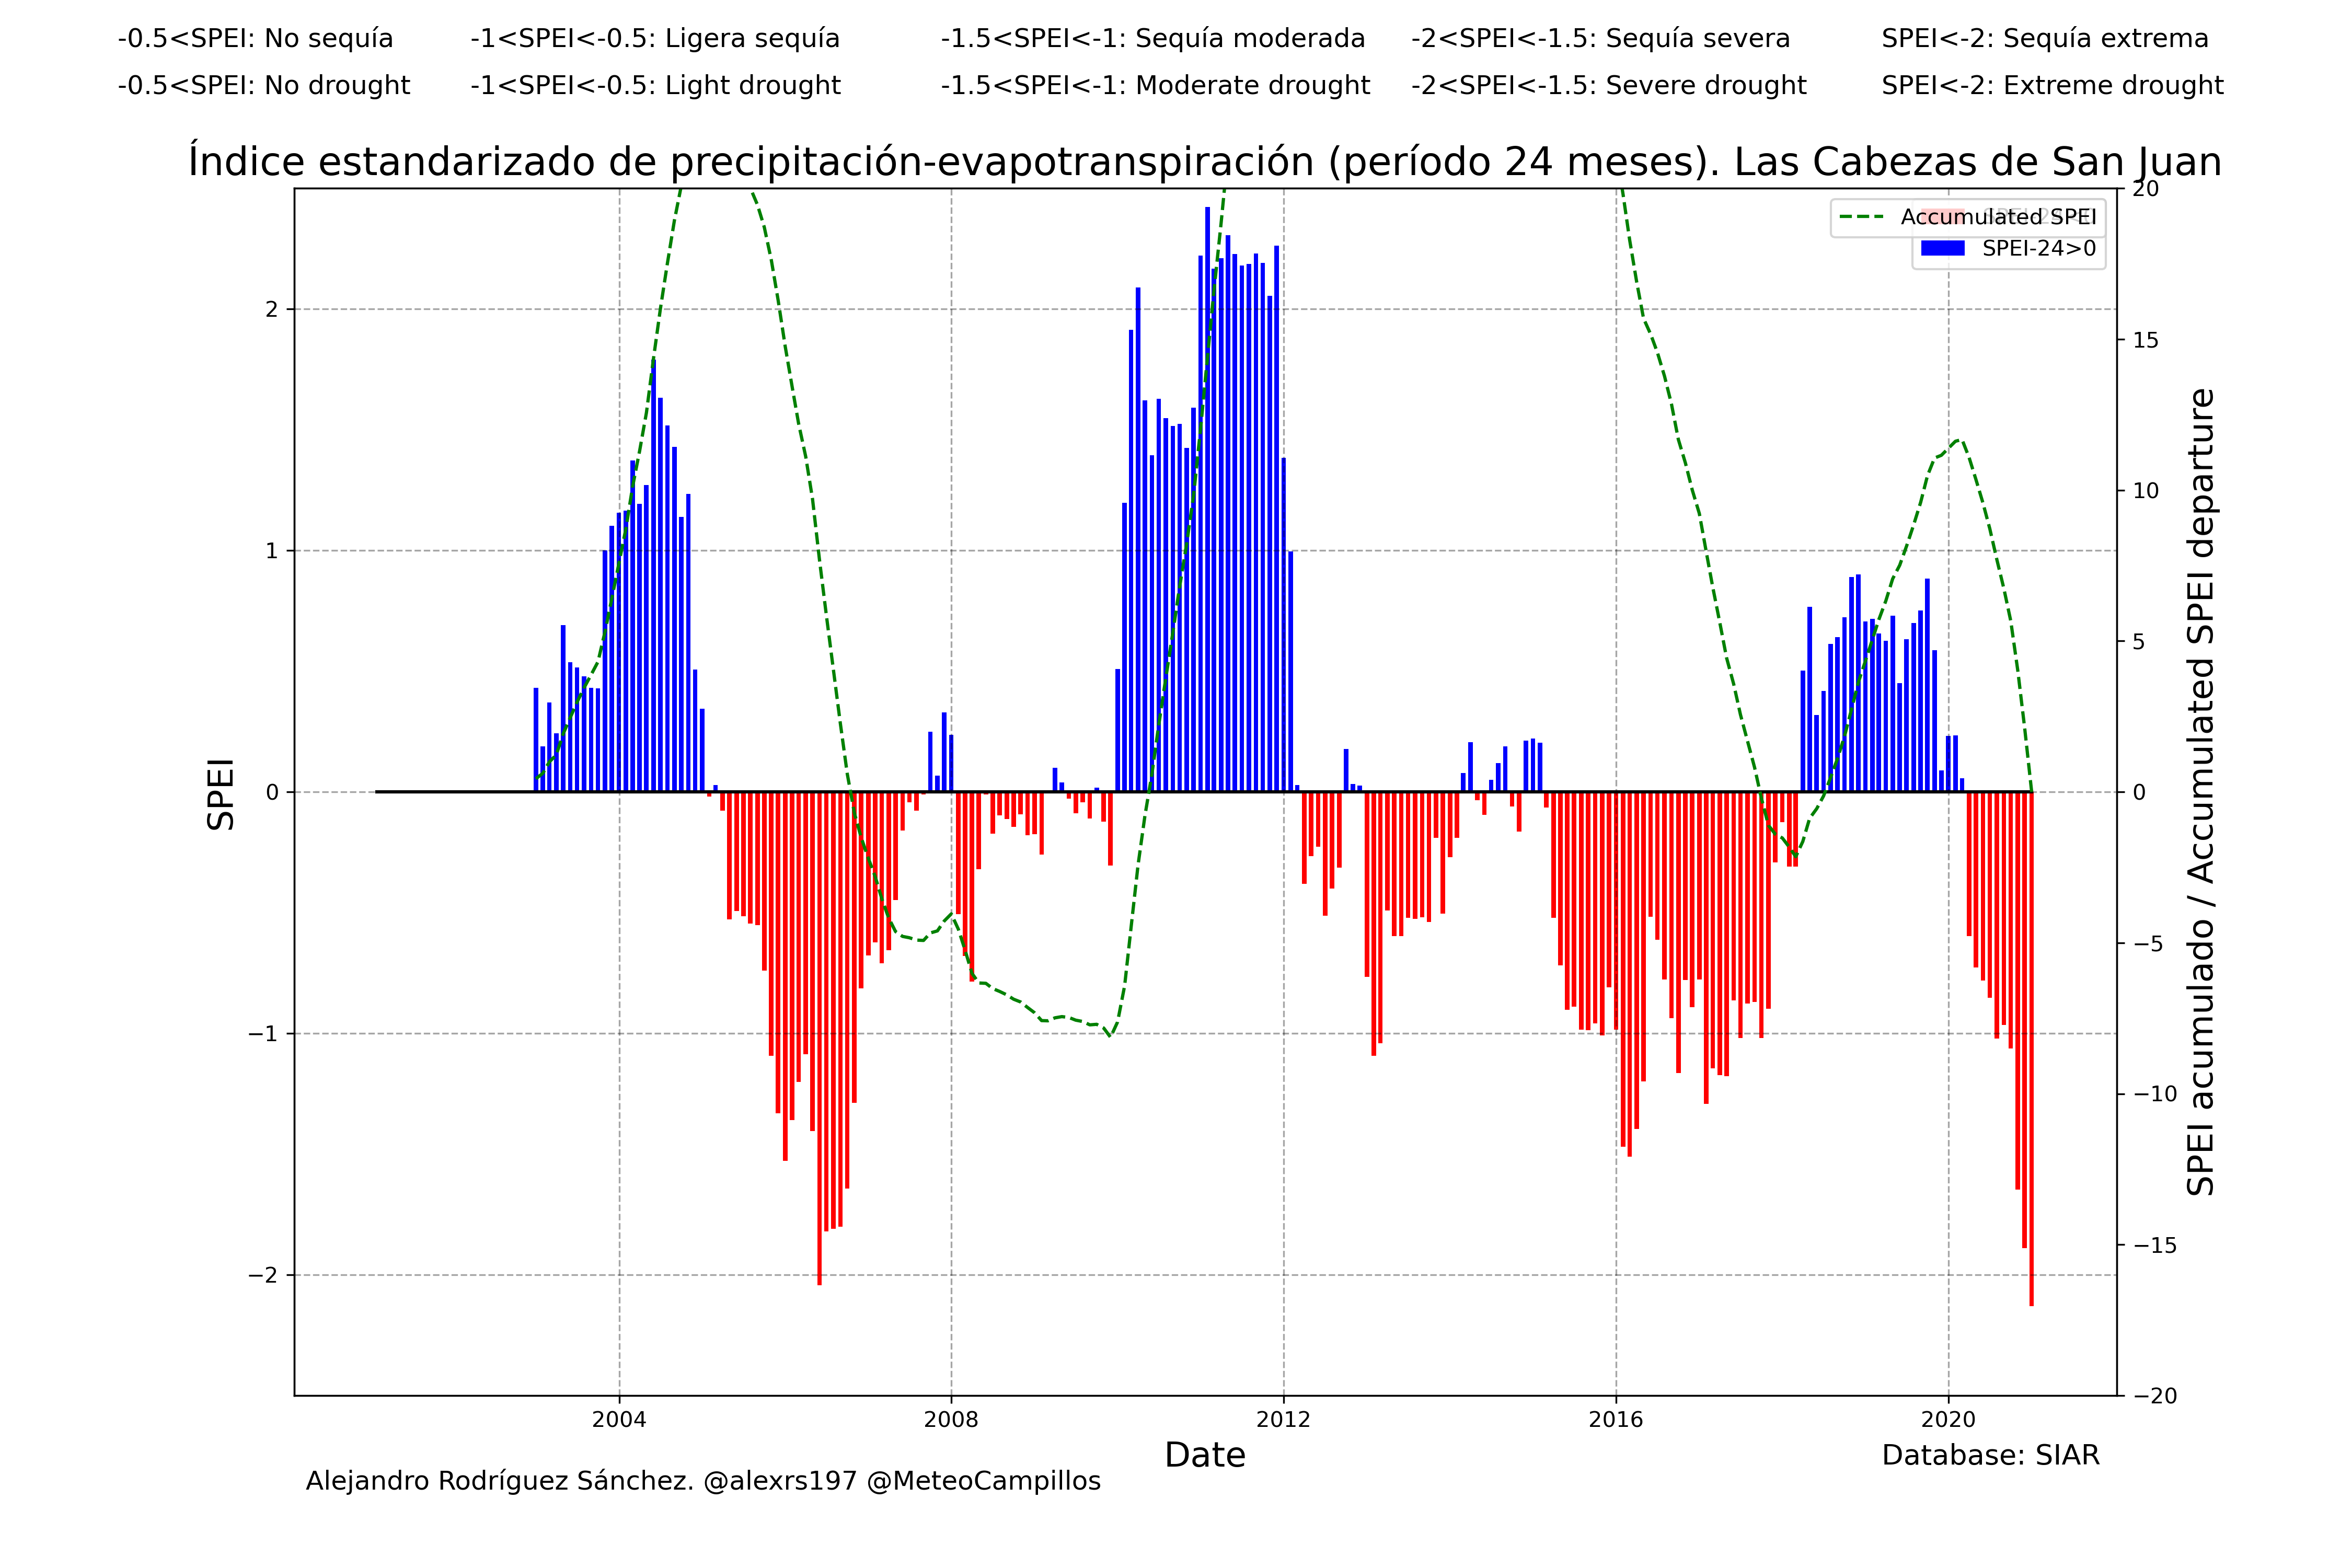 -0.5<SPEI: No sequía -1<SPEI<-0.5: Ligera sequía -1.5<SPEI<-1: Sequía moderada -2<SPEI<-1.5: Sequía severa SPEI<-2: Sequía extrema
-0.5<SPEI: No drought -1<SPEI<-0.5: Light drought -1.5<SPEI<-1: Moderate drought -2<SPEI<-1.5: Severe drought SPEI<-2: Extreme drought
Índice estandarizado de precipitación-evapotranspiración (período 24 meses). Las Cabezas de San Juan
Accumulated SPEI
SPEI-24>0
SPEI
2
1
0
−1
−2
20
15
10
5
0
−5
−10
−15
−20
SPEI acumulado / Accumulated SPEI departure
2004 2008 2012 2016 2020
Date
Database: SIAR
Alejandro Rodríguez Sánchez. @alexrs197 @MeteoCampillos